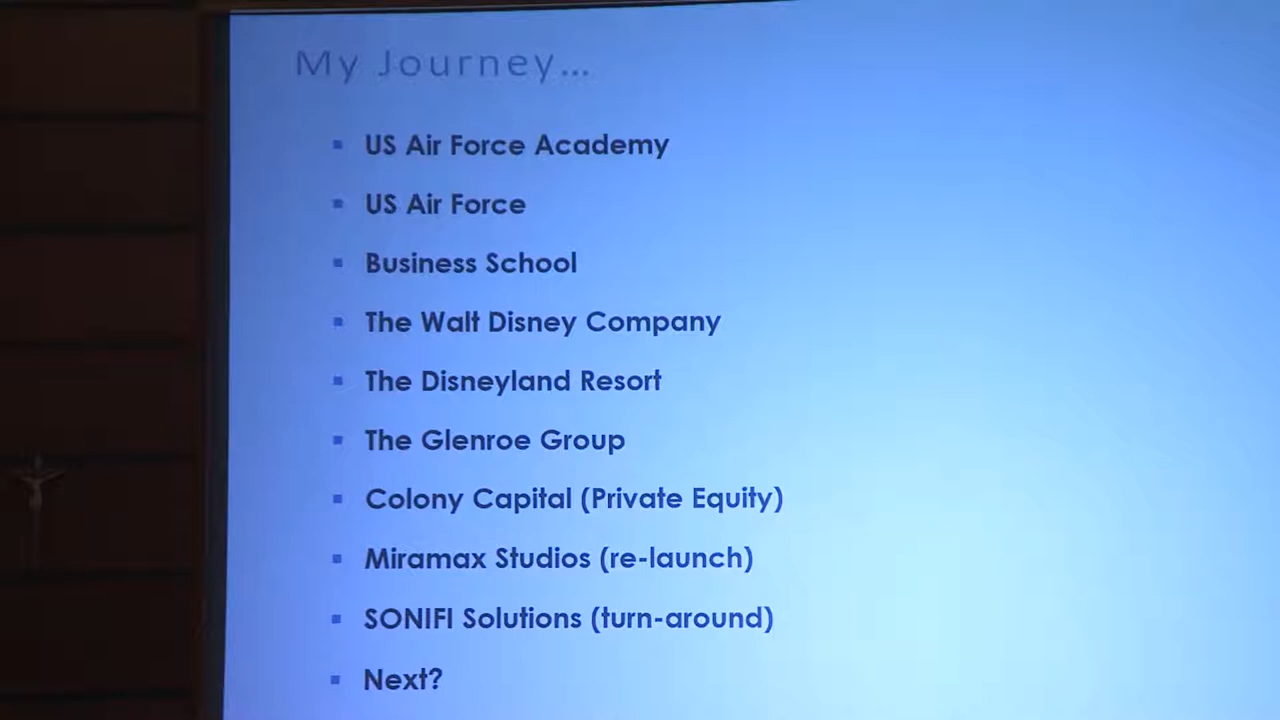 My Journey...
US Air Force Academy
US Air Force
Business School
The Walt Disney Company
The Disneyland Resort
The Glenroe Group
Colony Capital (Private Equity)
Miramax Studios (re-launch)
SONIFI Solutions (turn-around)
Next?